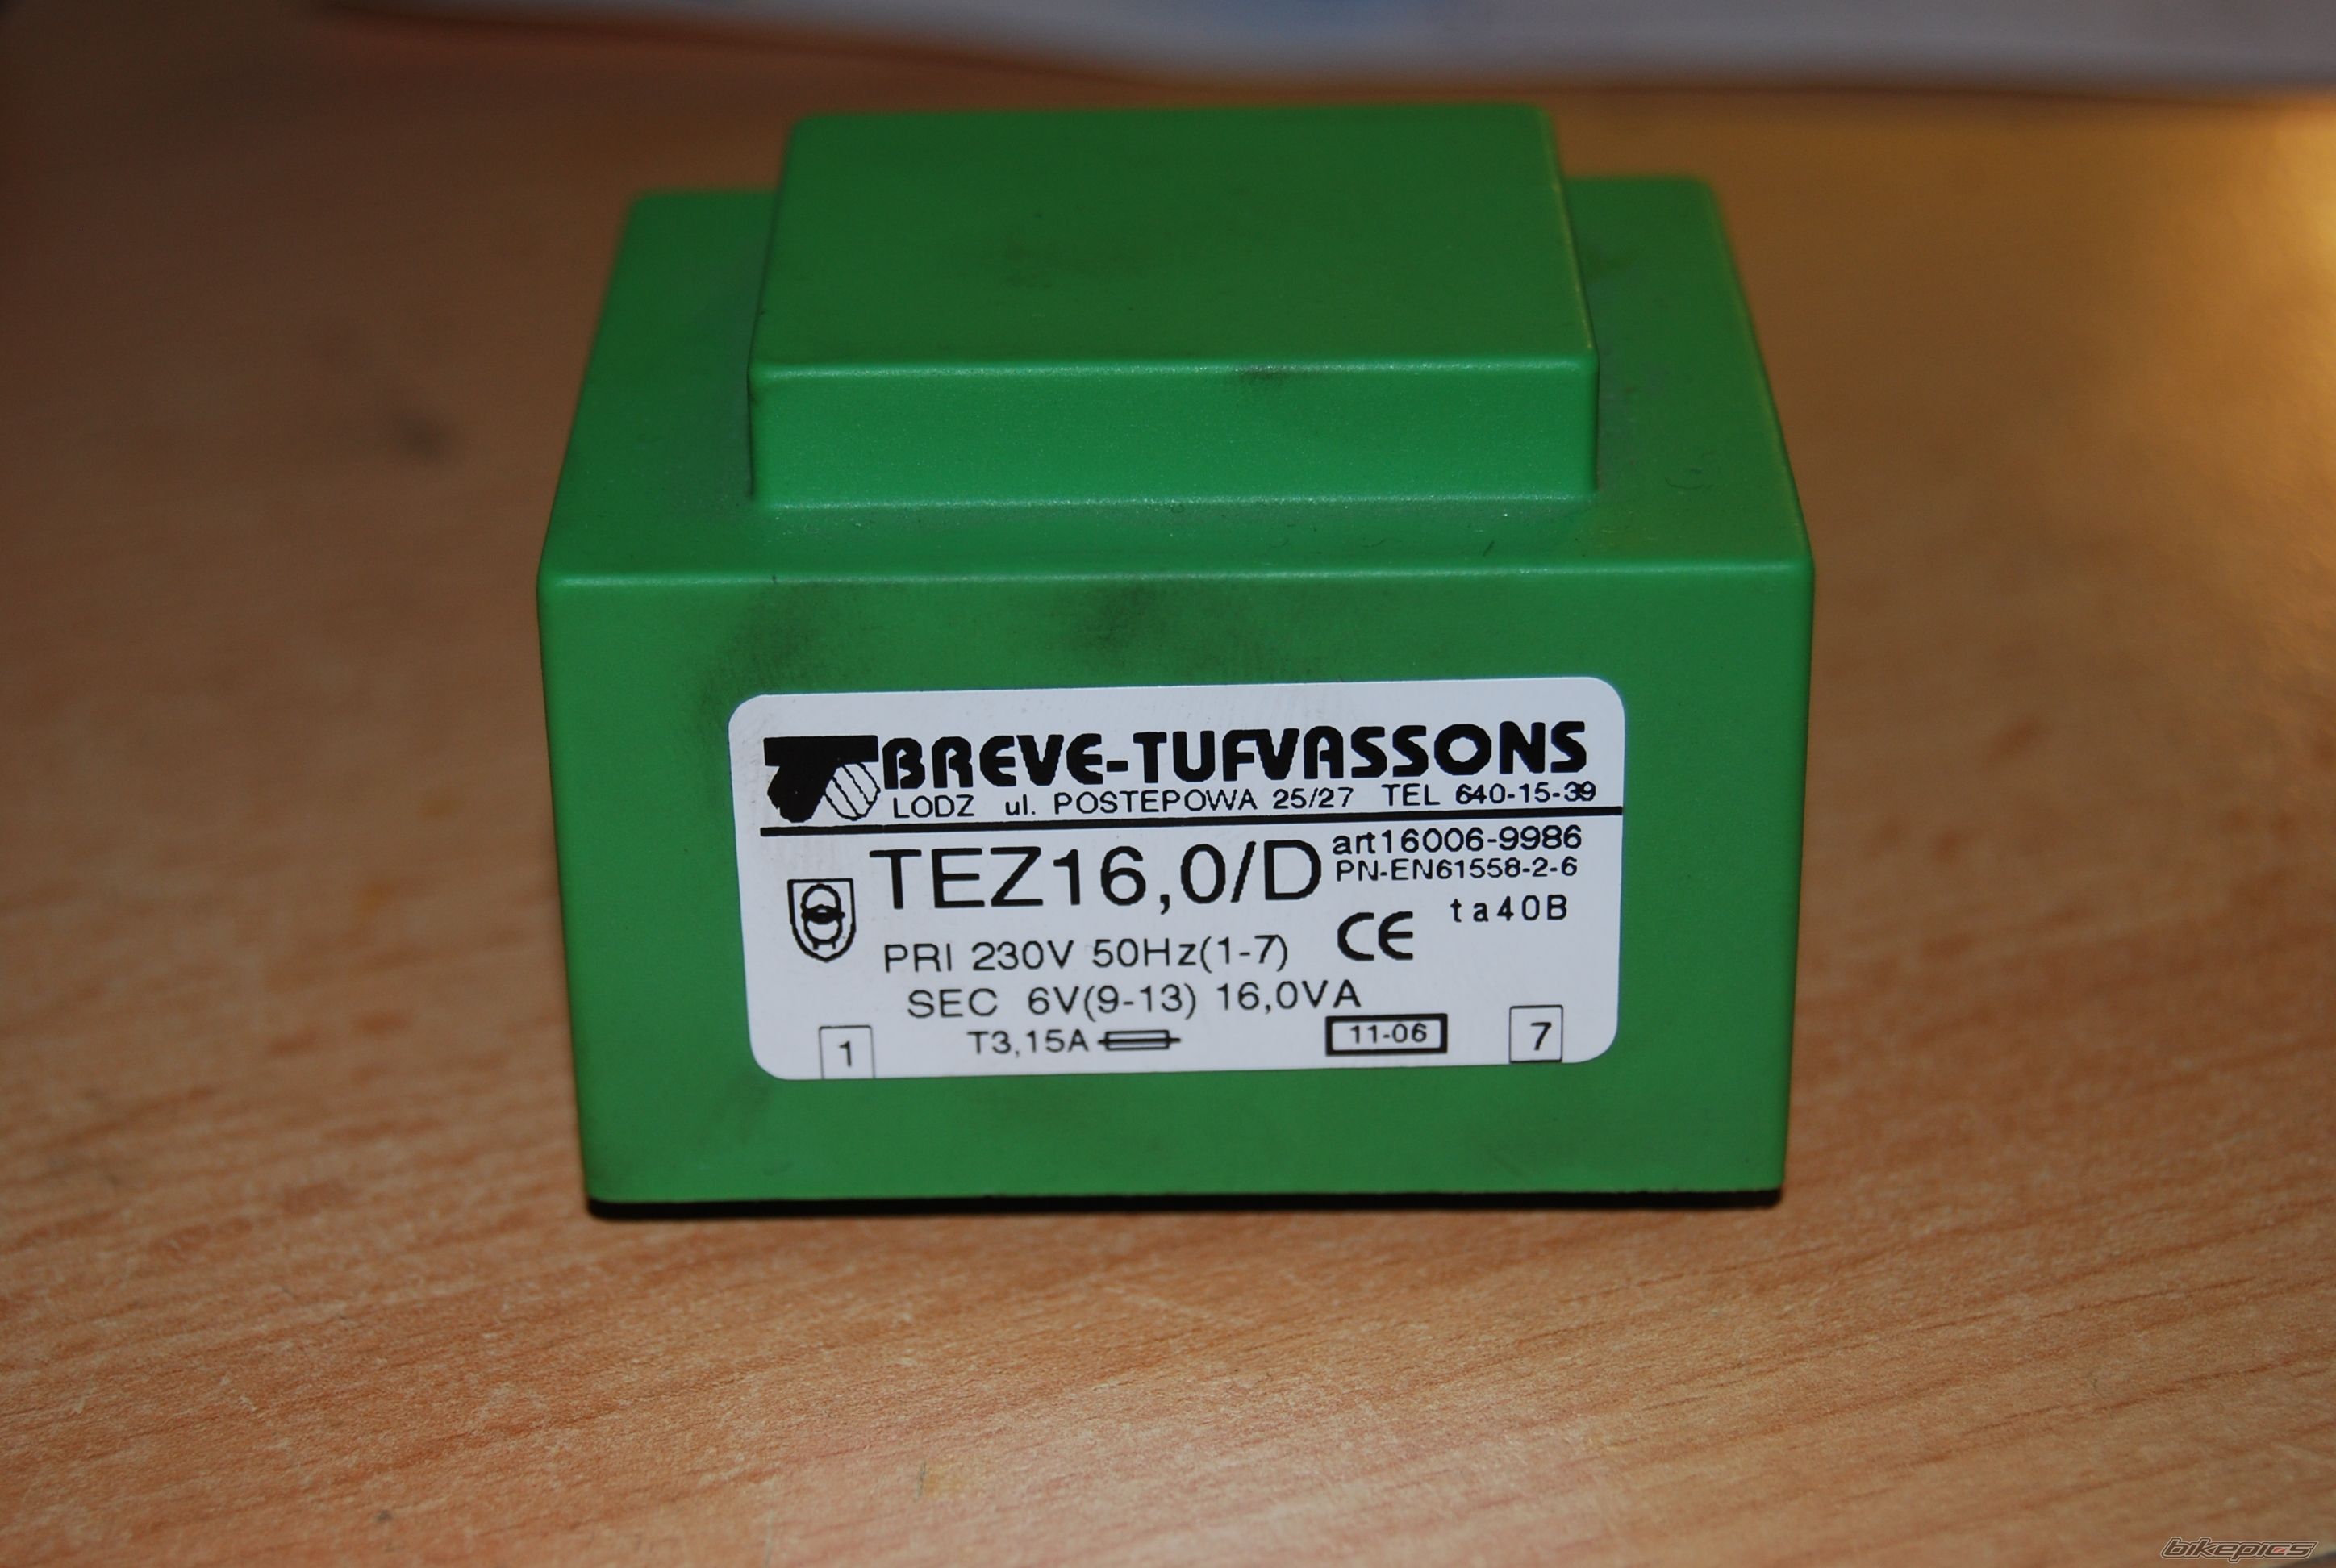 BREVE-TUFVASSONS
LODZ ul. POSTEPOWA 25/27 TEL 640-15-39
TEZ16,0/D art16006-9986
PN-EN61558-2-6
CE ta40B
PRI 230V 50Hz(1-7)
SEC 6V(9-13) 16,0VA
1 T3,15A 11-06 7
bikepics